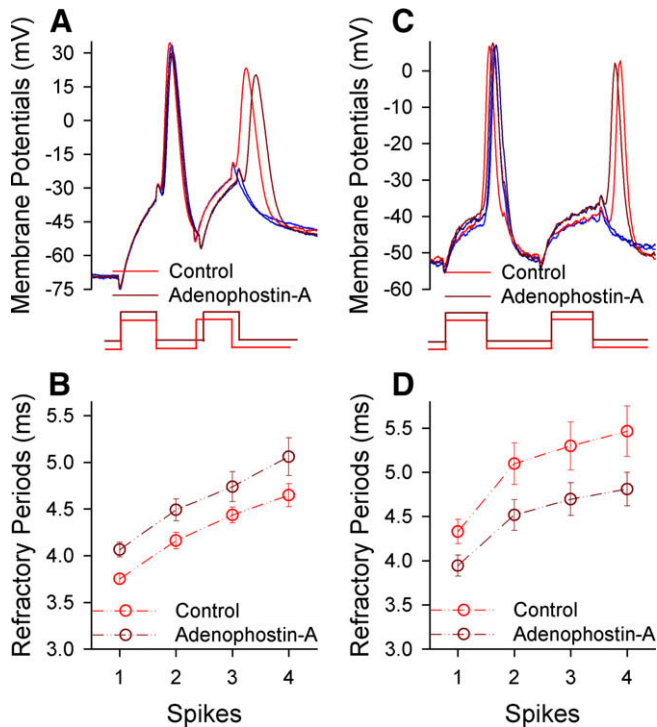 A
Membrane Potentials (mV)
30
15
0
-15
-30
-45
-60
-75
Control
Adenophostin-A
C
Membrane Potentials (mV)
0
-10
-20
-30
-40
-50
-60
Control
Adenophostin-A
B
Refractory Periods (ms)
5.5
5.0
4.5
4.0
3.5
3.0
Control
Adenophostin-A
1 2 3 4
Spikes
D
Refractory Periods (ms)
5.5
5.0
4.5
4.0
3.5
3.0
Control
Adenophostin-A
1 2 3 4
Spikes